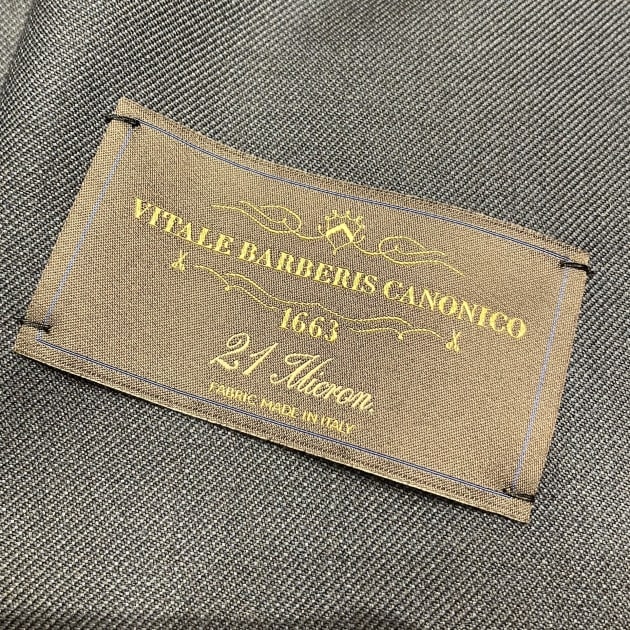 VITALE BARBERIS CANONICO
1663
21 Micron.
FABRIC MADE IN ITALY